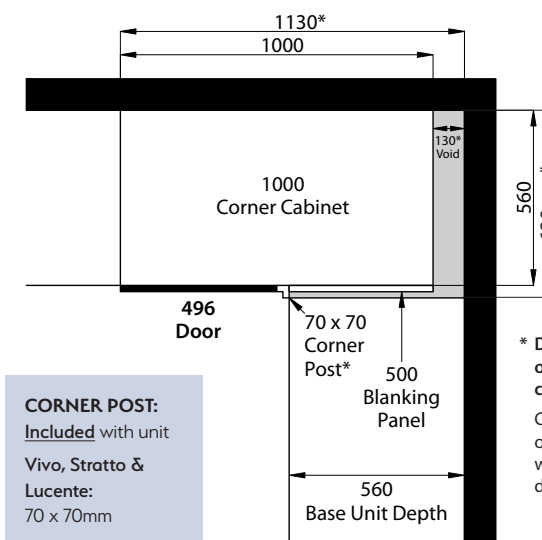 1130*
1000
130*
Void
560
1000
Corner Cabinet
496
Door
70 x 70
Corner
Post*
500
Blanking
Panel
560
Base Unit Depth
CORNER POST:
Included with unit
Vivo, Stratto &
Lucente:
70 x 70mm
*